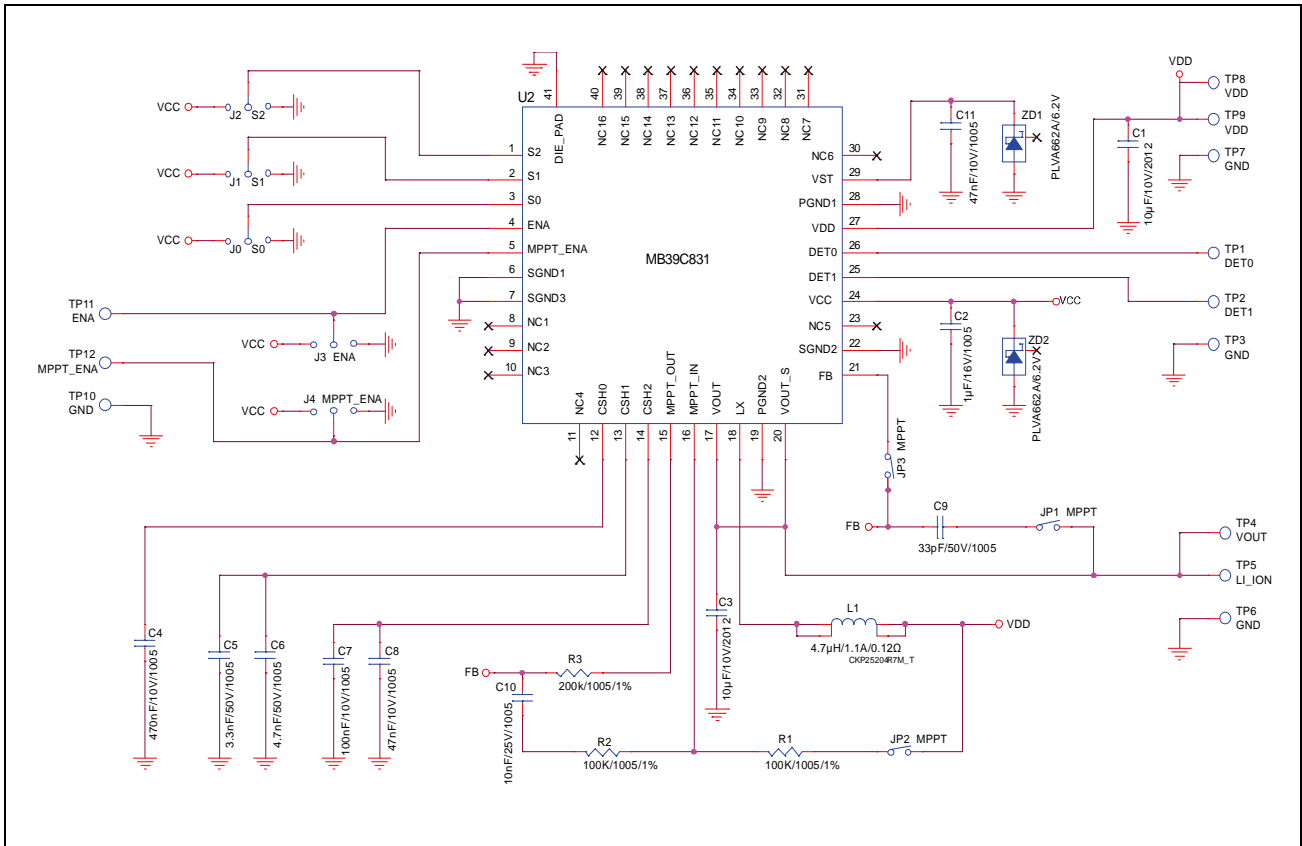 U2
MB39C831
41
DIE_PAD
40
39
38
37
36
35
34
33
32
31
NC16
NC15
NC14
NC13
NC12
NC11
NC10
NC9
NC8
NC7
VCC
J2
S2
VCC
J1
S1
VCC
J0
S0
1
S2
2
S1
3
S0
4
ENA
5
MPPT_ENA
6
SGND1
7
SGND3
8
NC1
9
NC2
10
NC3
TP11
ENA
TP12
MPPT_ENA
TP10
GND
VCC
J3 ENA
VCC
J4 MPPT_ENA
NC6
30
VST
29
PGND1
28
VDD
27
DET0
26
DET1
25
VCC
24
NC5
23
SGND2
22
FB
21
NC4
CSH0
CSH1
CSH2
MPPT_OUT
MPPT_IN
VOUT
LX
PGND2
VOUT_S
11
12
13
14
15
16
17
18
19
20
C11
47nF/10V/1005
ZD1
PLVA662A/6.2V
C1
10µF/10V/2012
VDD
TP8
VDD
TP9
VDD
TP7
GND
TP1
DET0
TP2
DET1
TP3
GND
C2
1µF/16V/1005
VCC
ZD2
PLVA662A/6.2V
JP3 MPPT
FB
C9
33pF/50V/1005
JP1 MPPT
TP4
VOUT
TP5
LI_ION
TP6
GND
C4
470nF/10V/1005
C5
3.3nF/50V/1005
C6
4.7nF/50V/1005
C7
100nF/10V/1005
C8
47nF/10V/1005
FB
C10
10nF/25V/1005
R3
200k/1005/1%
C3
10µF/10V/2012
L1
4.7µH/1.1A/0.12Ω
CKP25204R7M_T
VDD
R2
100K/1005/1%
R1
100K/1005/1%
JP2 MPPT